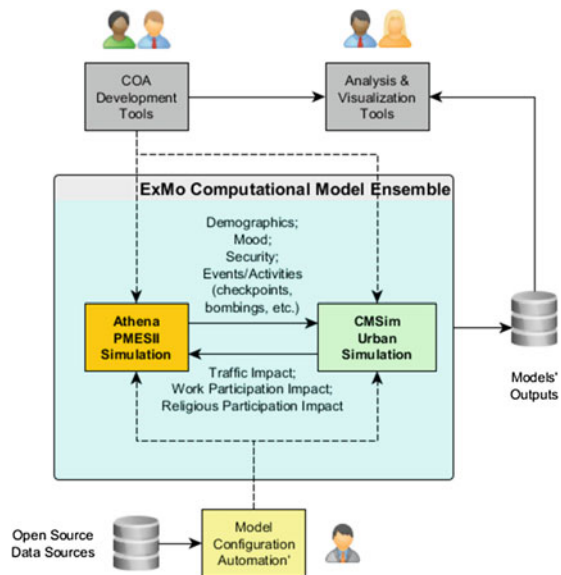 COA
Development
Tools
Analysis &
Visualization
Tools
ExMo Computational Model Ensemble
Demographics;
Mood;
Security;
Events/Activities
(checkpoints,
bombings, etc.)
Athena
PMESII
Simulation
CMSim
Urban
Simulation
Traffic Impact;
Work Participation Impact;
Religious Participation Impact
Models'
Outputs
Open Source
Data Sources
Model
Configuration
Automation'